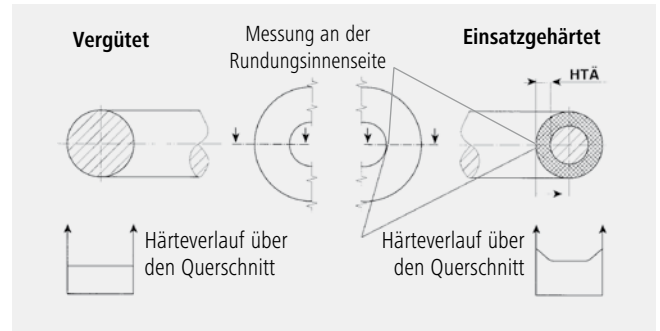 Vergütet
Messung an der
Rundungsinnenseite
Einsatzgehärtet
HTÄ
Härteverlauf über
den Querschnitt
Härteverlauf über
den Querschnitt